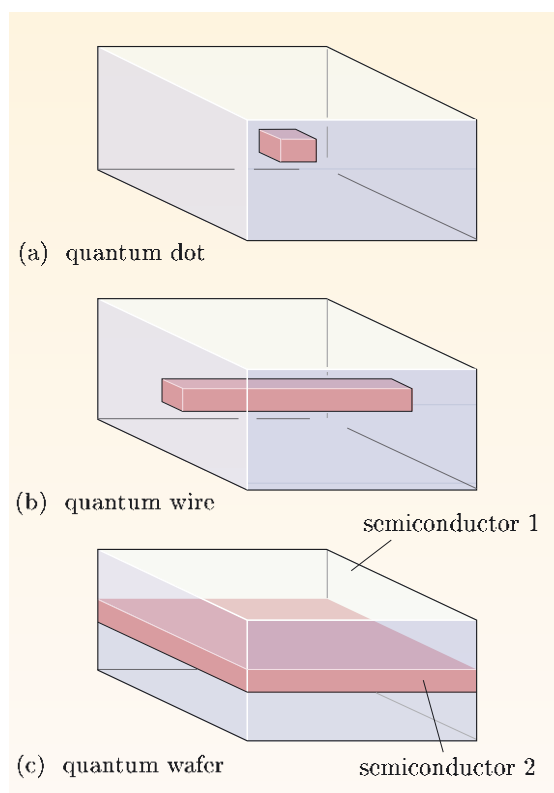 (a) quantum dot
(b) quantum wire
semiconductor 1
(c) quantum wafer
semiconductor 2